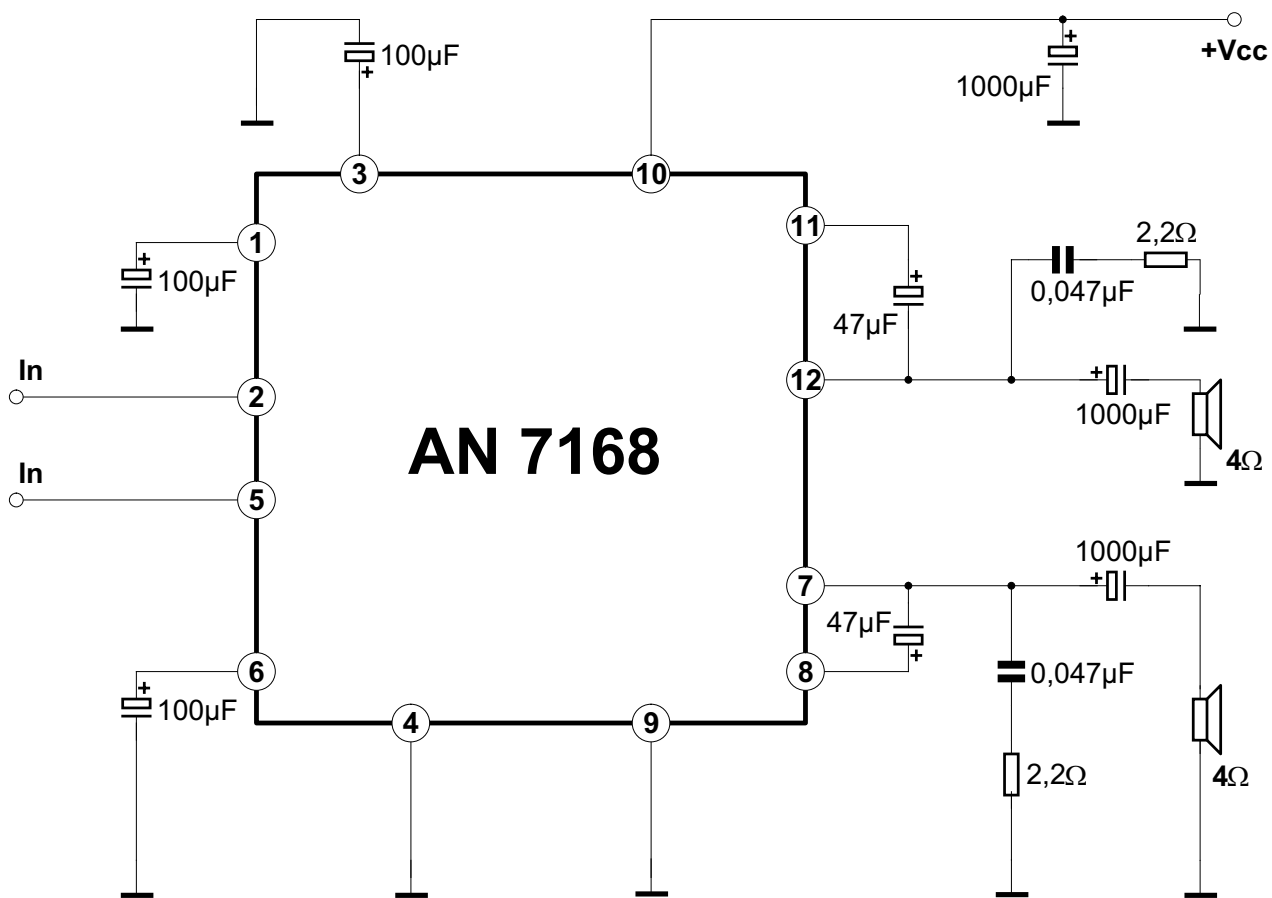 100µF
+
+
+Vcc
1000µF
3
10
11
1
+
100µF
2,2Ω
+
0,047µF
47µF
In
2
12
+
1000µF
AN 7168
4Ω
In
5
1000µF
7
+
47µF
6
8
+
0,047µF
+
100µF
4
9
2,2Ω
4Ω